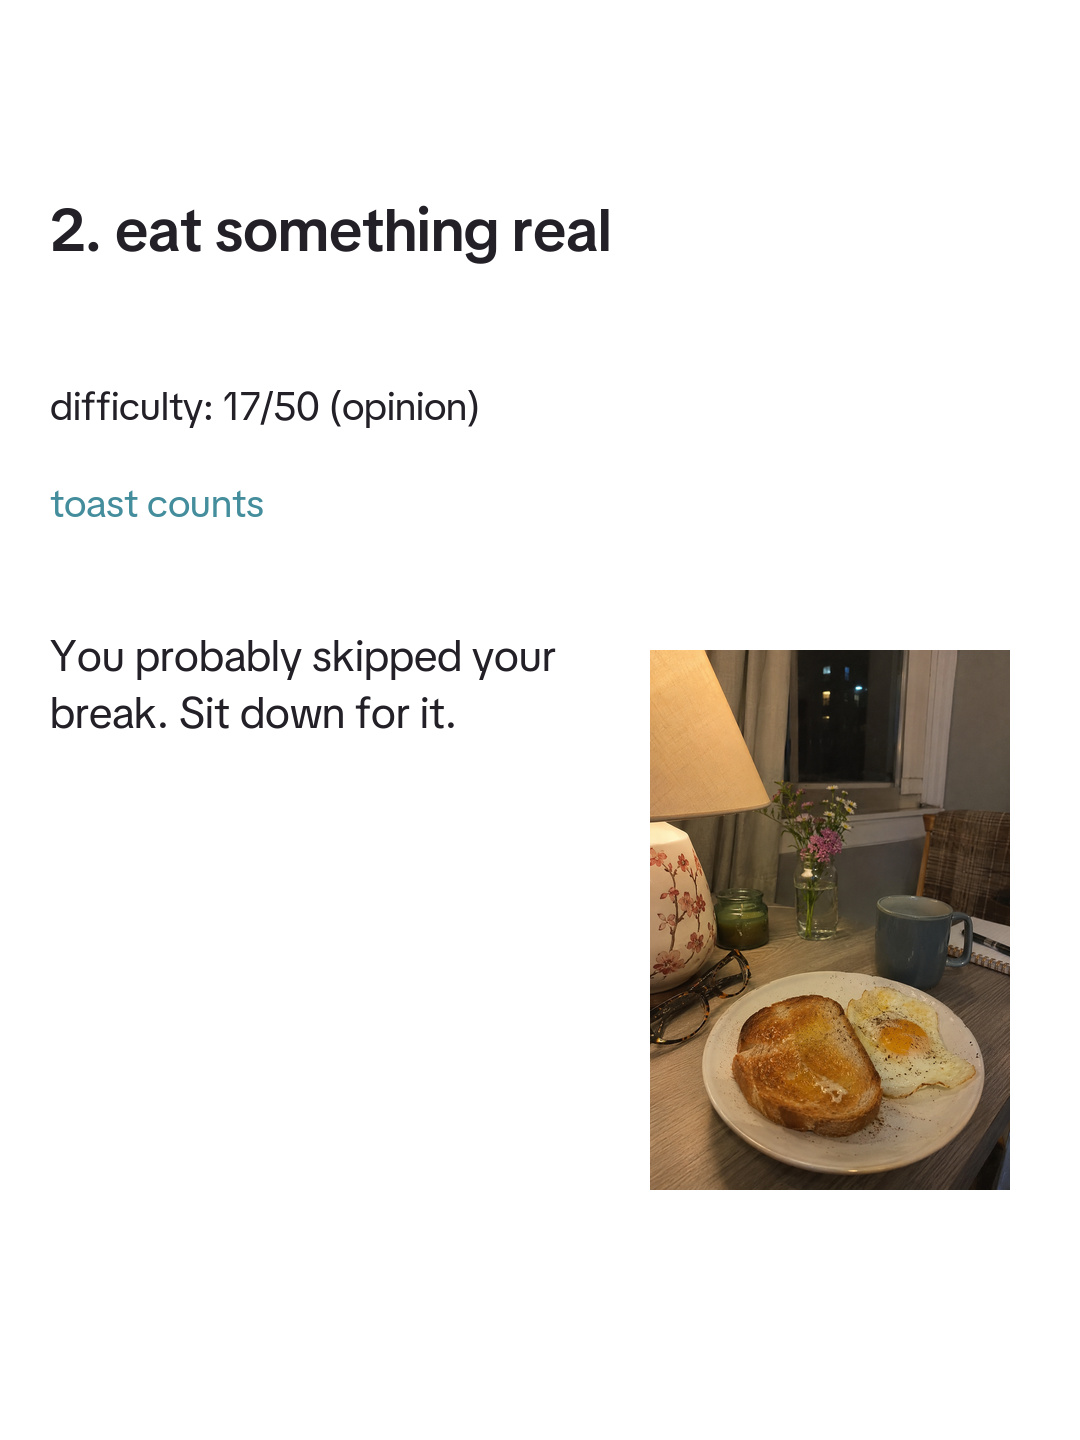 2. eat something real
difficulty: 17/50 (opinion)
toast counts
You probably skipped your
break. Sit down for it.